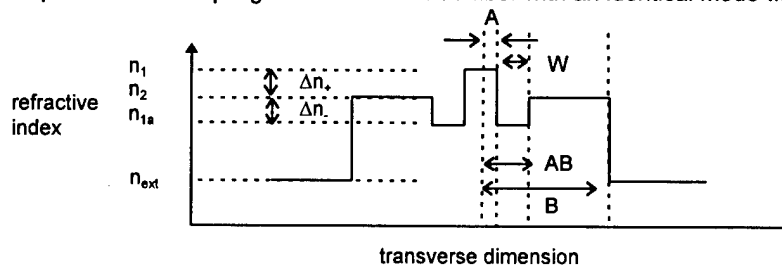 A
n₁
n₂
n₁ₐ
nₑₓₜ
Δn₊
Δn₋
W
AB
B
refractive
index
transverse dimension